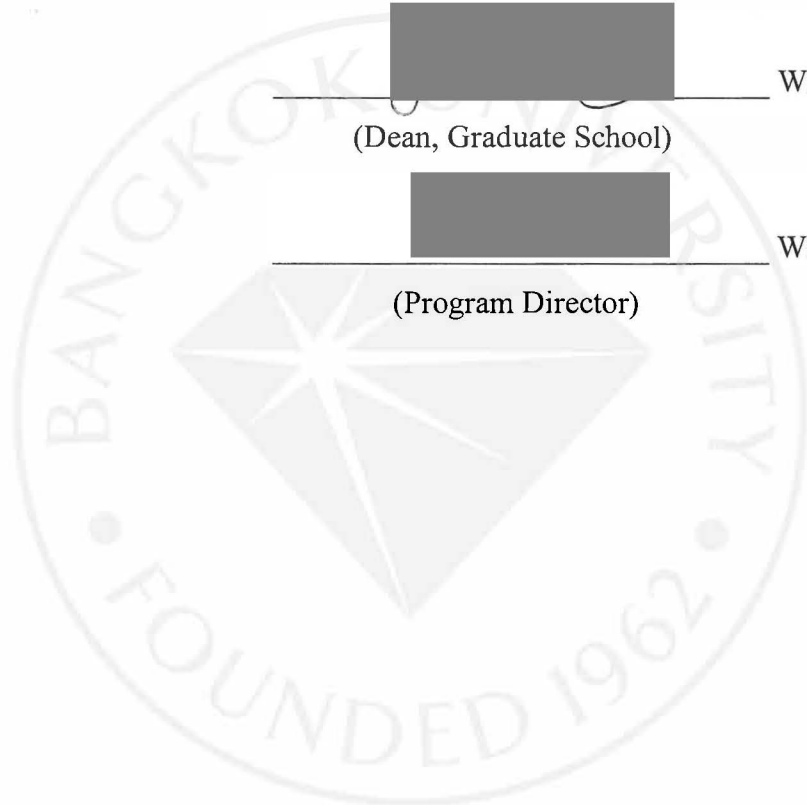 W
(Dean, Graduate School)
W
(Program Director)
BANGKOK UNIVERSITY
FOUNDED 1962